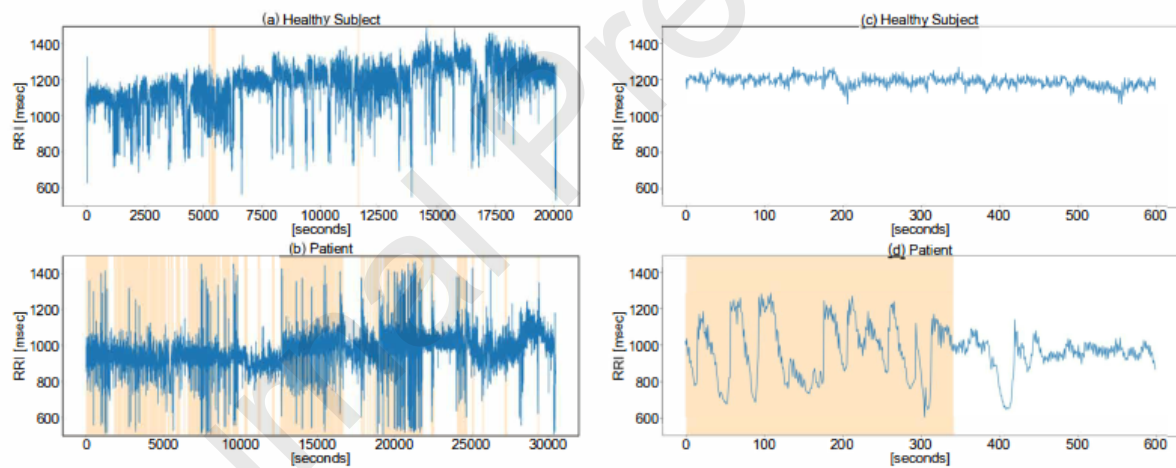 (a) Healthy Subject
1400
1200
1000
800
600
RRI [msec]
0 2500 5000 7500 10000 12500 15000 17500 20000
[seconds]
(c) Healthy Subject
1400
1200
1000
800
600
RRI [msec]
0 100 200 300 400 500 600
[seconds]
(b) Patient
1400
1200
1000
800
600
RRI [msec]
0 5000 10000 15000 20000 25000 30000
[seconds]
(d) Patient
1400
1200
1000
800
600
RRI [msec]
0 100 200 300 400 500 600
[seconds]